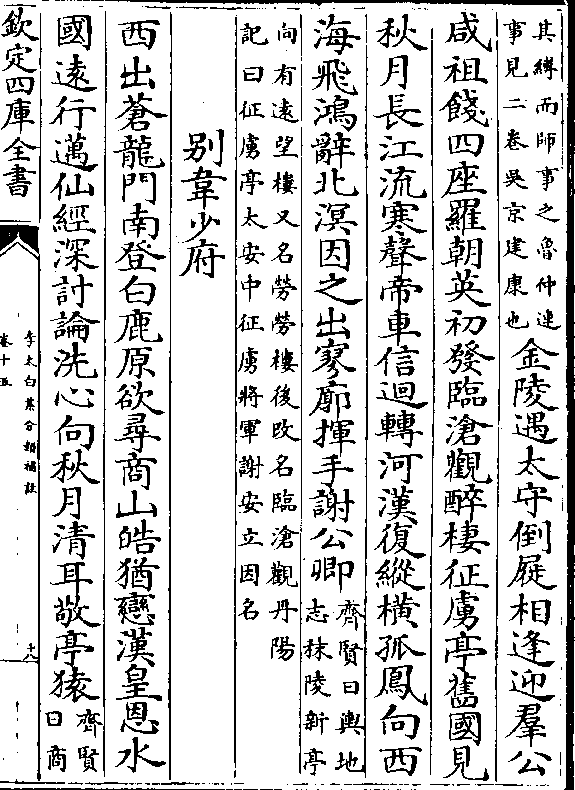 其縳而師事之魯仲連
事見二卷吳京建康也
金陵遇太守倒屣相逢迎羣公
咸祖餞四座羅朝英初發臨滄觀醉棲征虜亭舊國見
秋月長江流寒聲帝車信迴轉河漢復縱橫孤鳳向西
海飛鴻辭北溟因之出寥廓揮手謝公卿
齊賢曰輿地
志秣陵新亭
向有遠望樓又名勞勞樓後改名臨滄觀丹陽
記曰征虜亭太安中征虜將軍謝安立因名
别韋少府
西出蒼龍門南登白鹿原欲尋商山皓猶戀漢皇恩水
國遠行邁仙經深討論洗心向秋月清耳敬亭猿
齊賢
曰商
欽定四庫全書
李太白集分類補註
卷十五
十八